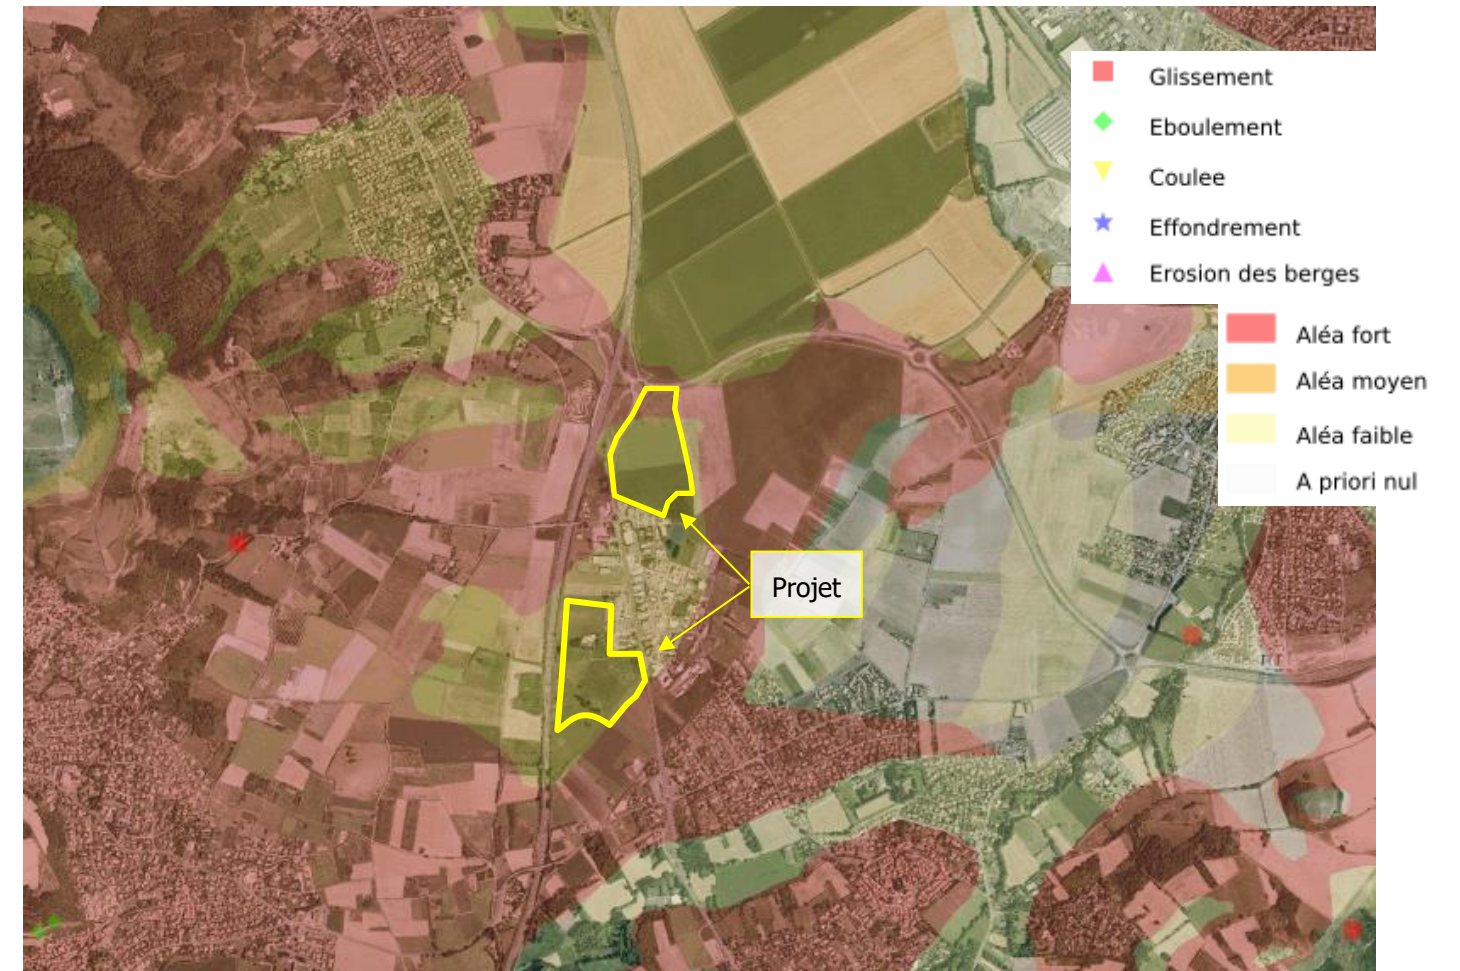 Glissement
Eboulement
Coulee
Effondrement
Erosion des berges
Aléa fort
Aléa moyen
Aléa faible
A priori nul
Projet